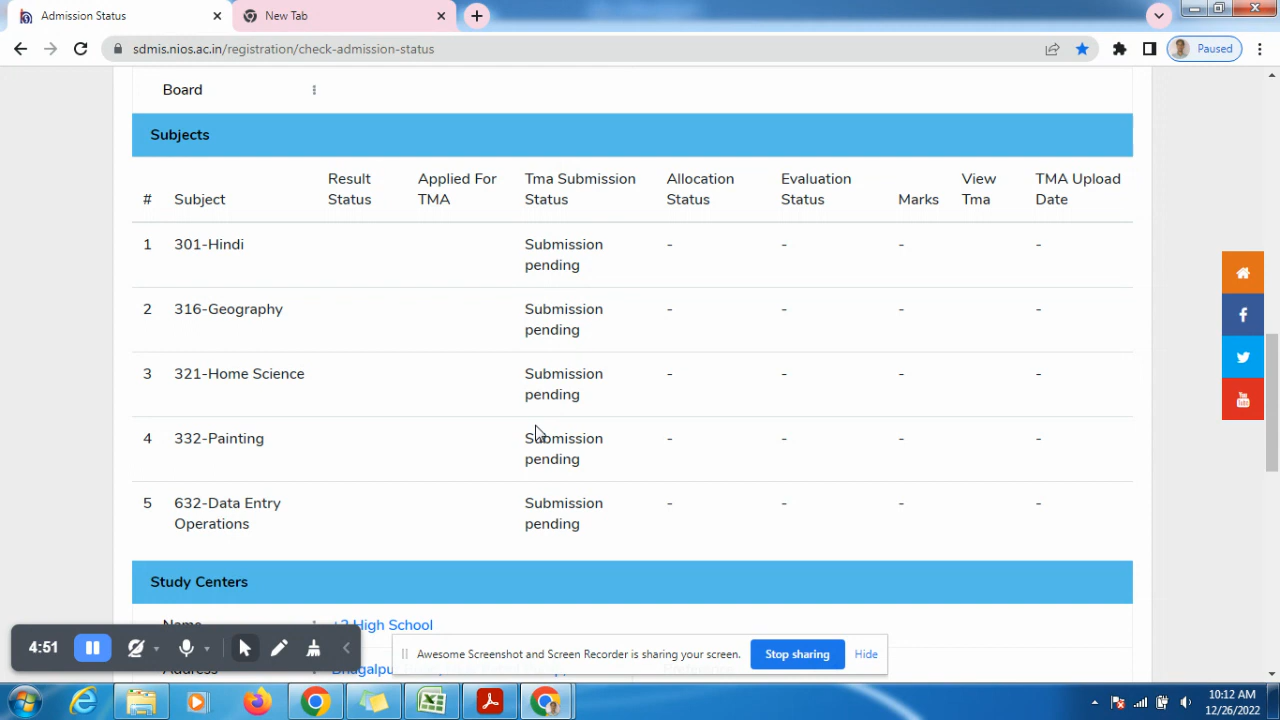 Admission Status
New Tab
sdmis.nios.ac.in/registration/check-admission-status
Paused
Board
Subjects
# Subject Result Status Applied For TMA Tma Submission Status Allocation Status Evaluation Status Marks View Tma TMA Upload Date
1 301-Hindi Submission pending - - - -
2 316-Geography Submission pending - - - -
3 321-Home Science Submission pending - - - -
4 332-Painting Submission pending - - - -
5 632-Data Entry Operations Submission pending - - - -
Study Centers
Name +2 High School
4:51
Awesome Screenshot and Screen Recorder is sharing your screen.
Stop sharing
Hide
10:12 AM
12/26/2022